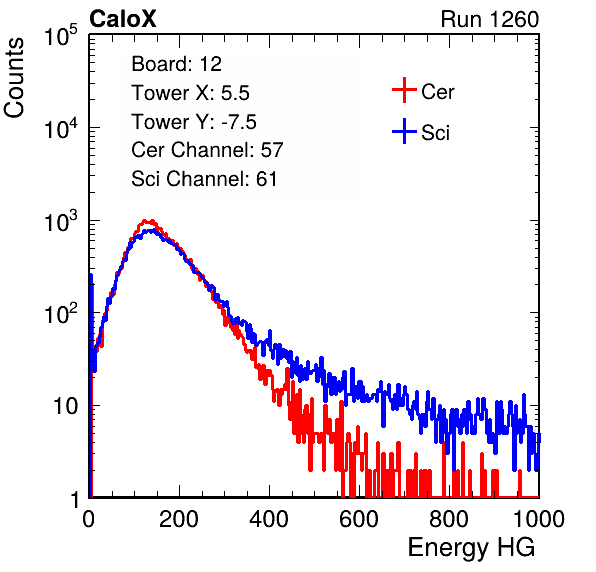 CaloX Run 1260
Counts
Board: 12
Tower X: 5.5
Tower Y: -7.5
Cer Channel: 57
Sci Channel: 61
Cer
Sci
10^5
10^4
10^3
10^2
10
1
0 200 400 600 800 1000
Energy HG